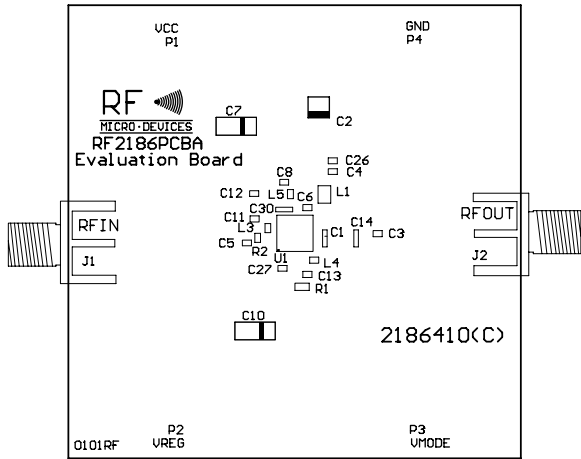 VCC
P1
GND
P4
RF
MICRO·DEVICES
RF2186PCBA
Evaluation Board
C7
C2
C26
C4
C8
C12
L5
L1
C30
C6
C11
L3
C1
C14
C3
C5
R2
U1
C27
L4
C13
R1
RFIN
J1
RFOUT
J2
C10
2186410(C)
P2
VREG
P3
VMODE
0101RF